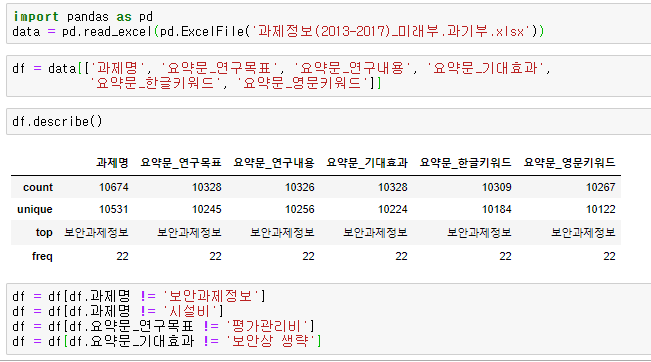 import pandas as pd
data = pd.read_excel(pd.ExcelFile('과제정보(2013-2017)_미래부.과기부.xlsx'))
df = data[['과제명', '요약문_연구목표', '요약문_연구내용', '요약문_기대효과',
'요약문_한글키워드', '요약문_영문키워드']]
df.describe()
과제명 요약문_연구목표 요약문_연구내용 요약문_기대효과 요약문_한글키워드 요약문_영문키워드
count 10674 10328 10326 10328 10309 10267
unique 10531 10245 10256 10224 10184 10122
top 보안과제정보 보안과제정보 보안과제정보 보안과제정보 보안과제정보 보안과제정보
freq 22 22 22 22 22 22
df = df[df.과제명 != '보안과제정보']
df = df[df.과제명 != '시설비']
df = df[df.요약문_연구목표 != '평가관리비']
df = df[df.요약문_기대효과 != '보안상 생략']